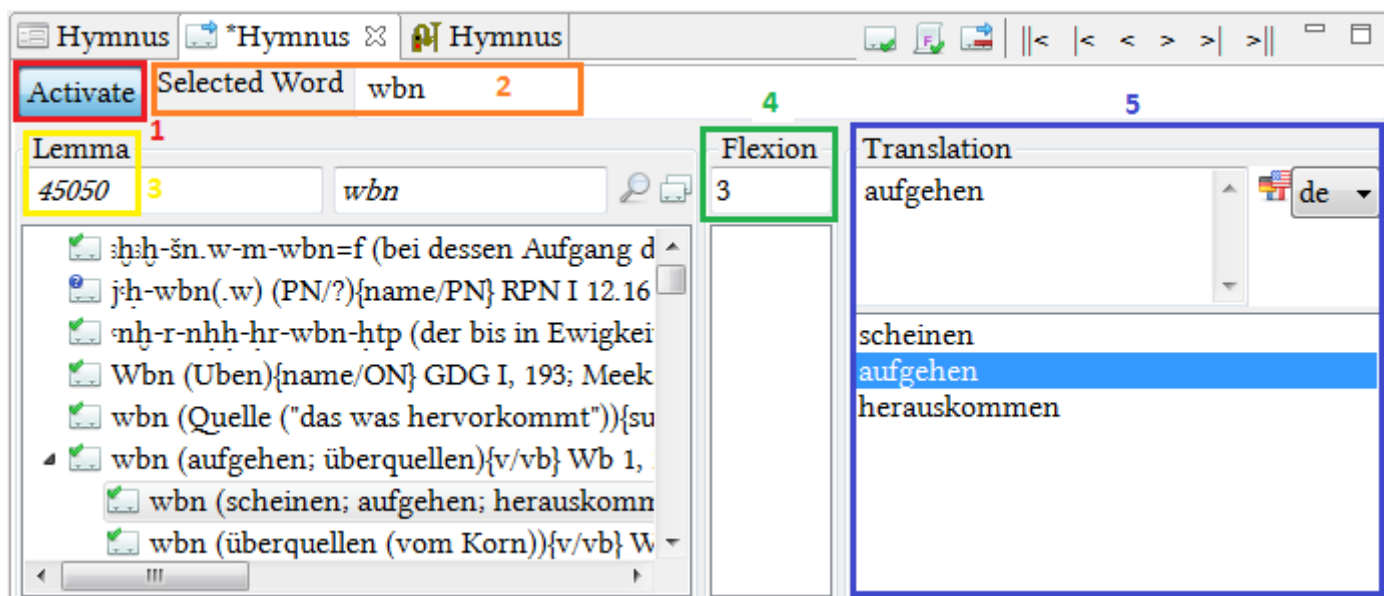 Hymnus *Hymnus Hymnus ||< |< < > >| >||
Activate Selected Word wbn 2
1 4 5
Lemma Flexion Translation
45050 3 wbn 3 aufgehen de
ꜣḫꜣḫ-šn.w-m-wbn=f (bei dessen Aufgang d
jꜥḥ-wbn(.w) (PN/?){name/PN} RPN I 12.16
ꜥnḫ-r-nḥḥ-ḥr-wbn-ḥtp (der bis in Ewigkei
Wbn (Uben){name/ON} GDG I, 193; Meek
wbn (Quelle ("das was hervorkommt")){su
wbn (aufgehen; überquellen){v/vb} Wb 1,
wbn (scheinen; aufgehen; herauskomm
wbn (überquellen (vom Korn)){v/vb} W
scheinen
aufgehen
herauskommen